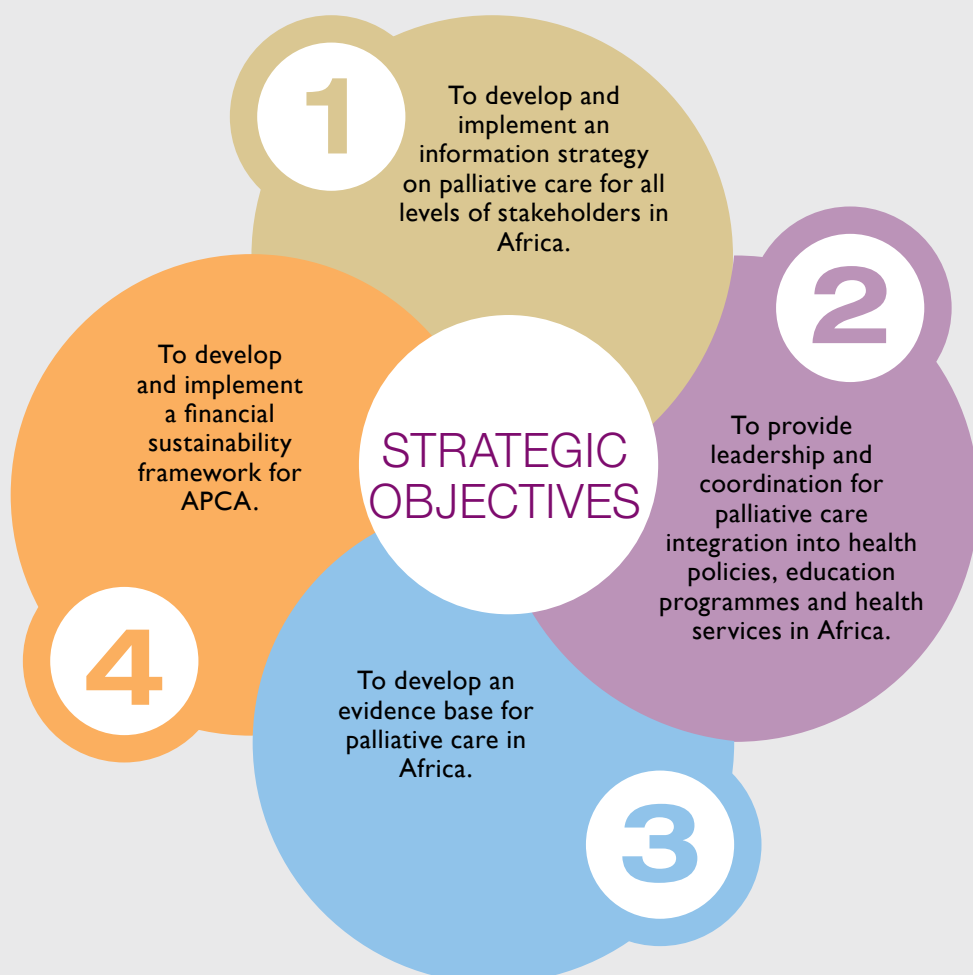 1
To develop and
implement an
information strategy
on palliative care for all
levels of stakeholders in
Africa.
2
To provide
leadership and
coordination for
palliative care
integration into health
policies, education
programmes and health
services in Africa.
3
To develop an
evidence base for
palliative care in
Africa.
4
To develop
and implement
a financial
sustainability
framework for
APCA.
STRATEGIC
OBJECTIVES